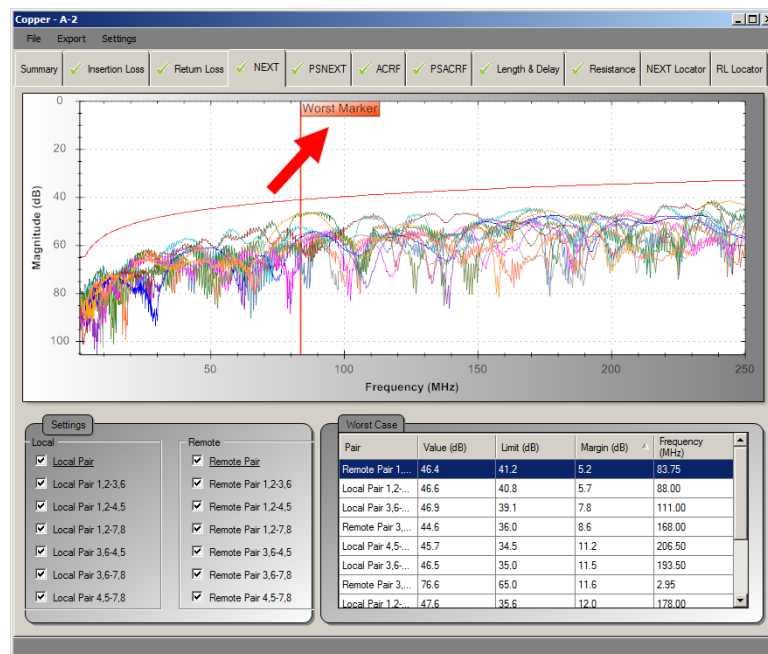 Copper - A-2
File Export Settings
Summary Insertion Loss Return Loss NEXT PSNEXT ACRF PSACRF Length & Delay Resistance NEXT Locator RL Locator
Worst Marker
0
20
40
60
80
100
Magnitude (dB)
50 100 150 200 250
Frequency (MHz)
Settings
Local
Local Pair
Local Pair 1,2-3,6
Local Pair 1,2-4,5
Local Pair 1,2-7,8
Local Pair 3,6-4,5
Local Pair 3,6-7,8
Local Pair 4,5-7,8
Remote
Remote Pair
Remote Pair 1,2-3,6
Remote Pair 1,2-4,5
Remote Pair 1,2-7,8
Remote Pair 3,6-4,5
Remote Pair 3,6-7,8
Remote Pair 4,5-7,8
Worst Case
Pair Value (dB) Limit (dB) Margin (dB) Frequency
(MHz)
Remote Pair 1,... 46.4 41.2 5.2 83.75
Local Pair 1,2-... 46.6 40.8 5.7 88.00
Local Pair 3,6-... 46.9 39.1 7.8 111.00
Remote Pair 3,... 44.6 36.0 8.6 168.00
Local Pair 4,5-... 45.7 34.5 11.2 206.50
Local Pair 3,6-... 46.5 35.0 11.5 193.50
Remote Pair 3,... 76.6 65.0 11.6 2.95
Local Pair 1,2-... 47.6 35.6 12.0 178.00